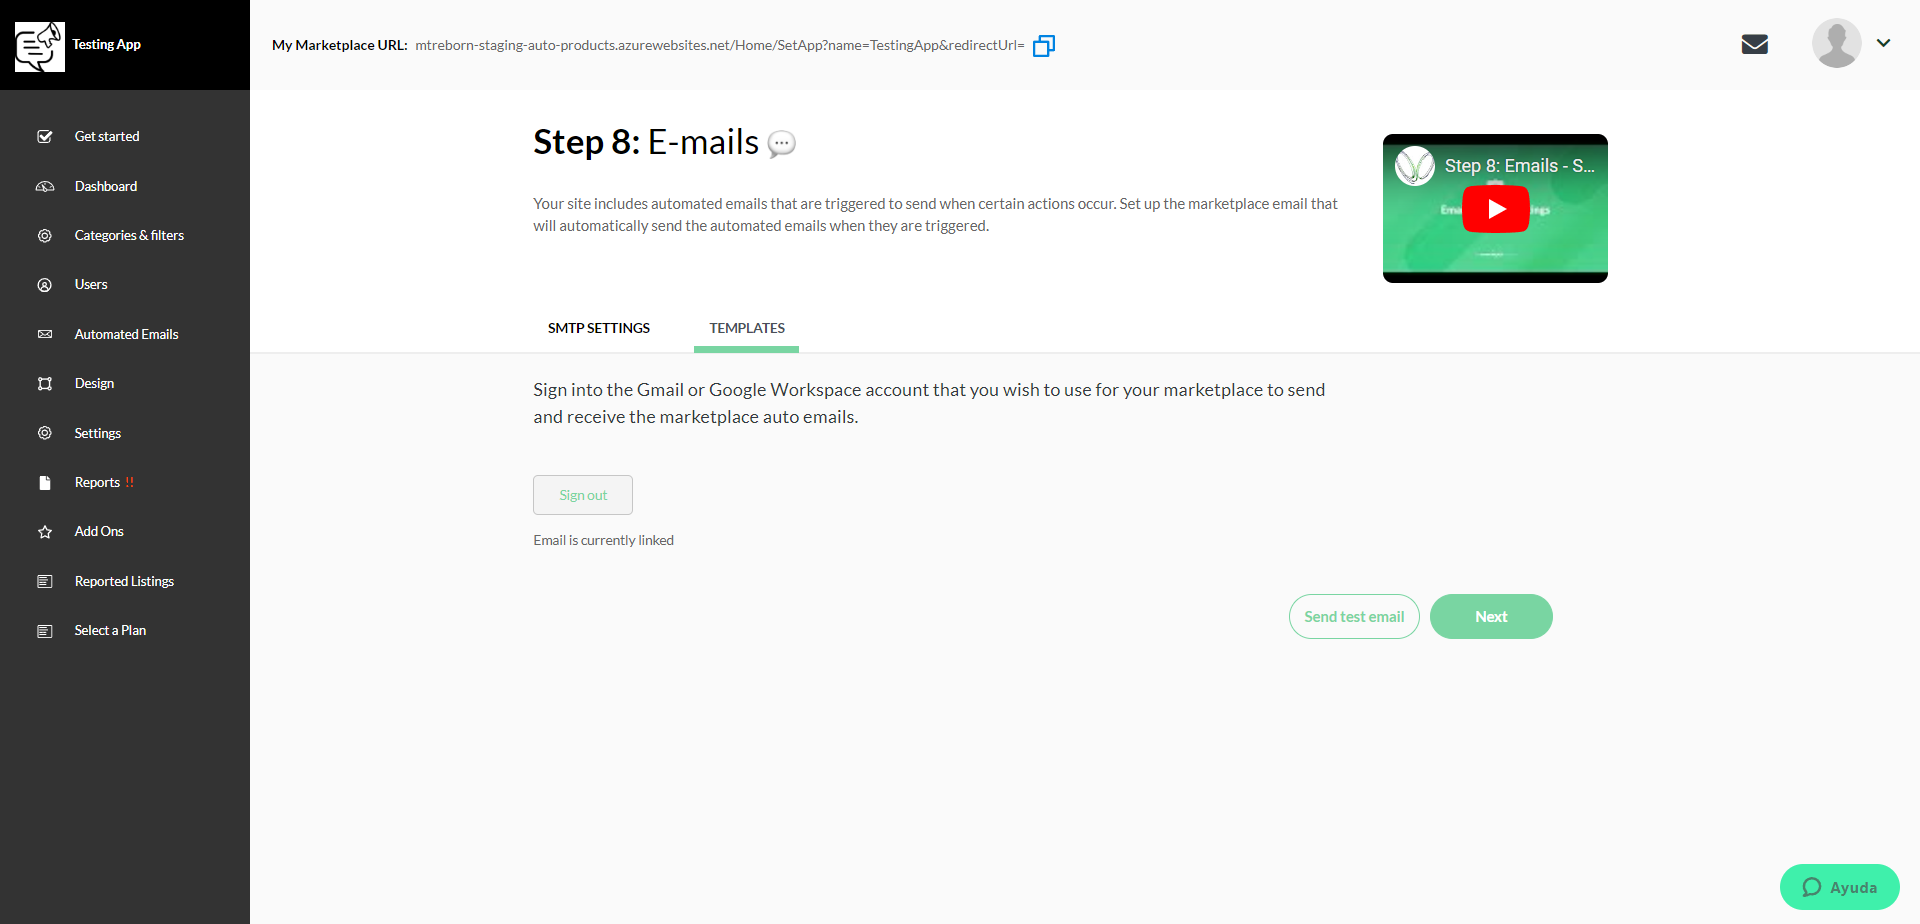 Testing App
My Marketplace URL: mtreborn-staging-auto-products.azurewebsites.net/Home/SetApp?name=TestingApp&redirectUrl=
Get started
Dashboard
Categories & filters
Users
Automated Emails
Design
Settings
Reports !!
Add Ons
Reported Listings
Select a Plan
Step 8: E-mails 💬
Your site includes automated emails that are triggered to send when certain actions occur. Set up the marketplace email that
will automatically send the automated emails when they are triggered.
Step 8: Emails - S...
SMTP SETTINGS
TEMPLATES
Sign into the Gmail or Google Workspace account that you wish to use for your marketplace to send
and receive the marketplace auto emails.
Sign out
Email is currently linked
Send test email
Next
Ayuda